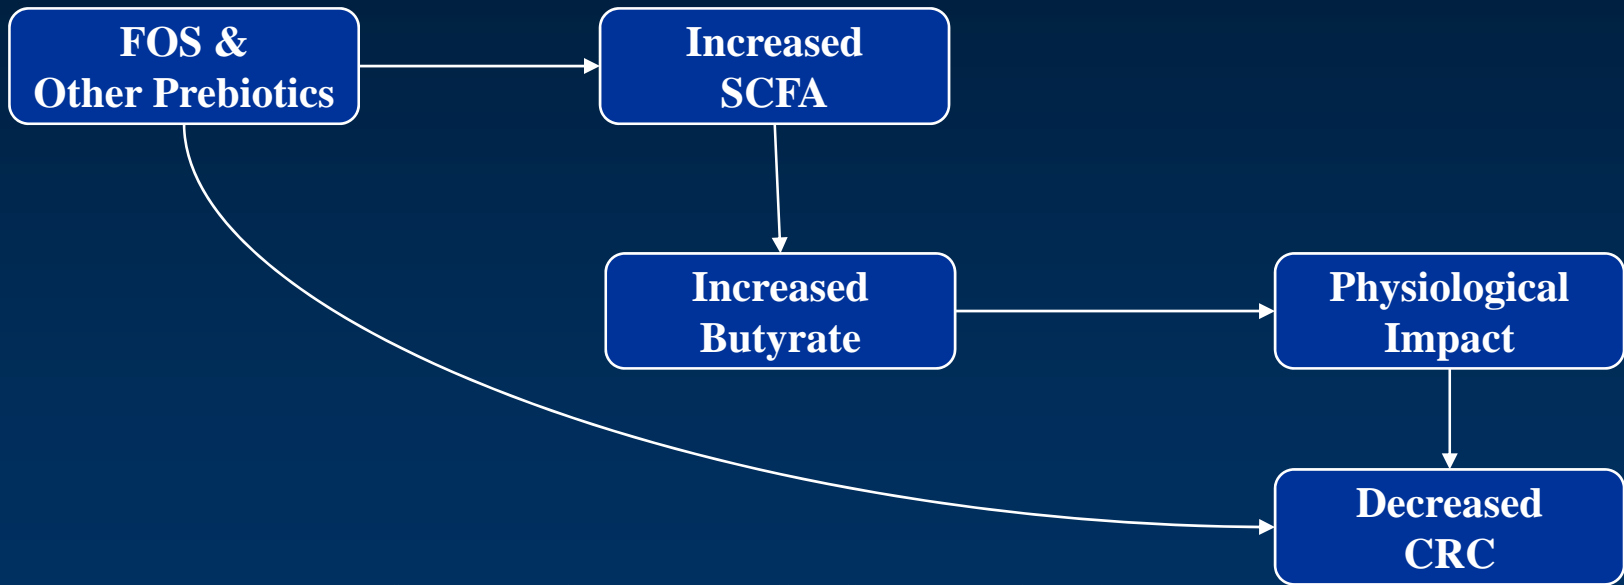 FOS &
Other Prebiotics
Increased
SCFA
Increased
Butyrate
Physiological
Impact
Decreased
CRC